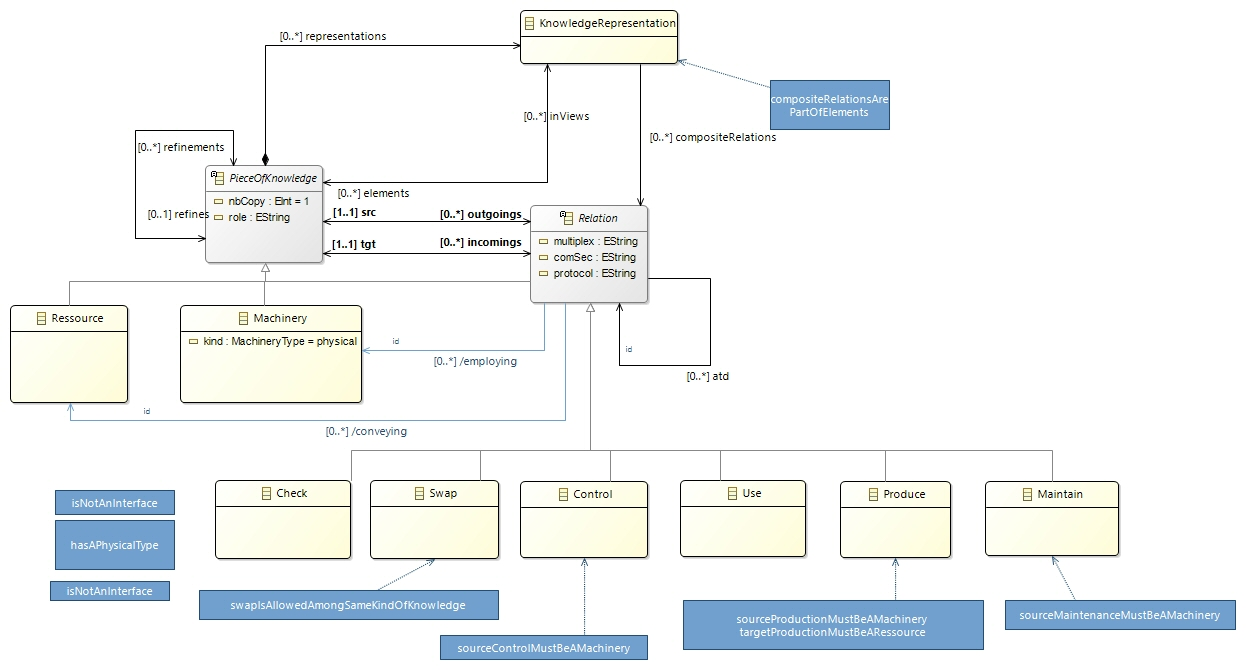 KnowledgeRepresentation
[0..*] representations
compositeRelationsAre
PartOfElements
[0..*] inViews
[0..*] compositeRelations
[0..*] refinements
PieceOfKnowledge
nbCopy : EInt = 1
role : EString
[0..1] refines
[0..*] elements
[1..1] src
[0..*] outgoings
[1..1] tgt
[0..*] incomings
Relation
multiplex : EString
comSec : EString
protocol : EString
Ressource
Machinery
kind : MachineryType = physical
id
[0..*] /employing
id
[0..*] atd
id
[0..*] /conveying
Check
Swap
Control
Use
Produce
Maintain
isNotAnInterface
hasAPhysicalType
isNotAnInterface
swapIsAllowedAmongSameKindOfKnowledge
sourceControlMustBeAMachinery
sourceProductionMustBeAMachinery
targetProductionMustBeARessource
sourceMaintenanceMustBeAMachinery